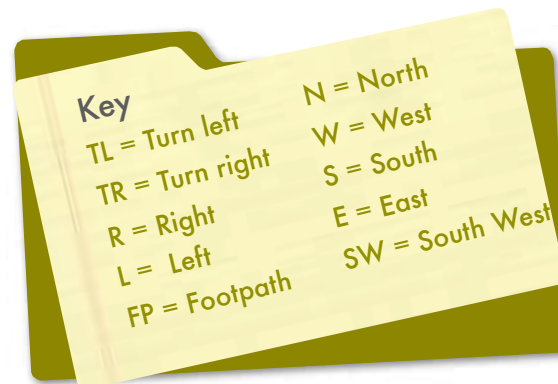 Key
TL = Turn left
TR = Turn right
R = Right
L = Left
FP = Footpath
N = North
W = West
S = South
E = East
SW = South West